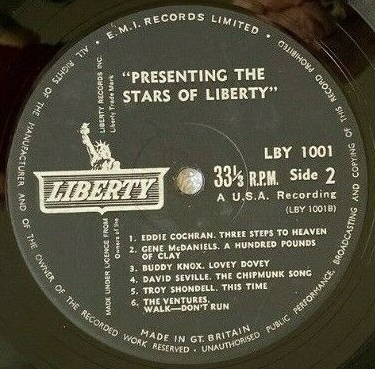 E.M.I. RECORDS LIMITED •
ALL RIGHTS OF THE MANUFACTURER AND OF THE OWNER OF THE RECORDED WORK RESERVED • UNAUTHORISED PUBLIC PERFORMANCE, BROADCASTING AND COPYING OF THIS RECORD PROHIBITED
"PRESENTING THE
STARS OF LIBERTY"
LIBERTY RECORDS INC.
Liberty Trade Mark
MADE UNDER LICENCE FROM
Owners of the
LIBERTY
LBY 1001
33⅓ R.P.M. Side 2
A U.S.A. Recording
(LBY 1001B)
1. EDDIE COCHRAN. THREE STEPS TO HEAVEN
2. GENE McDANIELS. A HUNDRED POUNDS
OF CLAY
3. BUDDY KNOX. LOVEY DOVEY
4. DAVID SEVILLE. THE CHIPMUNK SONG
5. TROY SHONDELL. THIS TIME
6. THE VENTURES.
WALK—DON'T RUN
MADE IN GT. BRITAIN